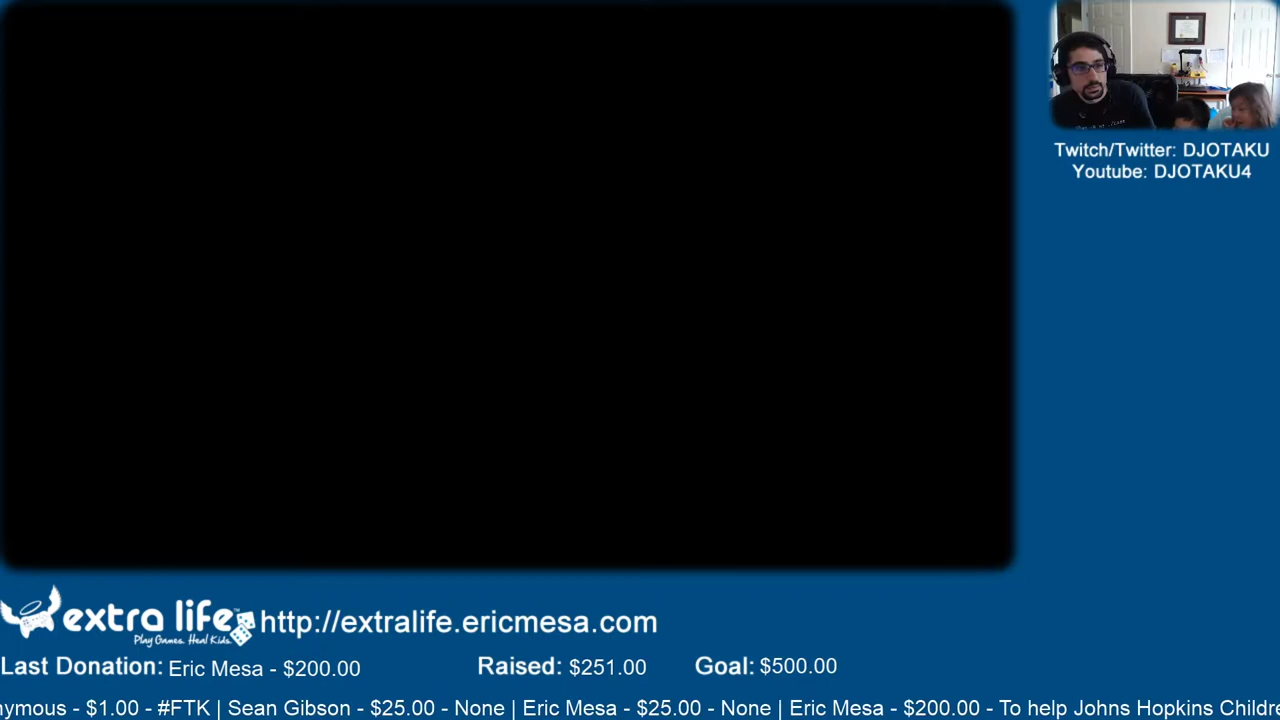 Twitch/Twitter: DJOTAKU
Youtube: DJOTAKU4
extra life
Play Games. Heal Kids.
http://extralife.ericmesa.com
Last Donation: Eric Mesa - $200.00
Raised: $251.00
Goal: $500.00
nymous - $1.00 - #FTK | Sean Gibson - $25.00 - None | Eric Mesa - $25.00 - None | Eric Mesa - $200.00 - To help Johns Hopkins Childre